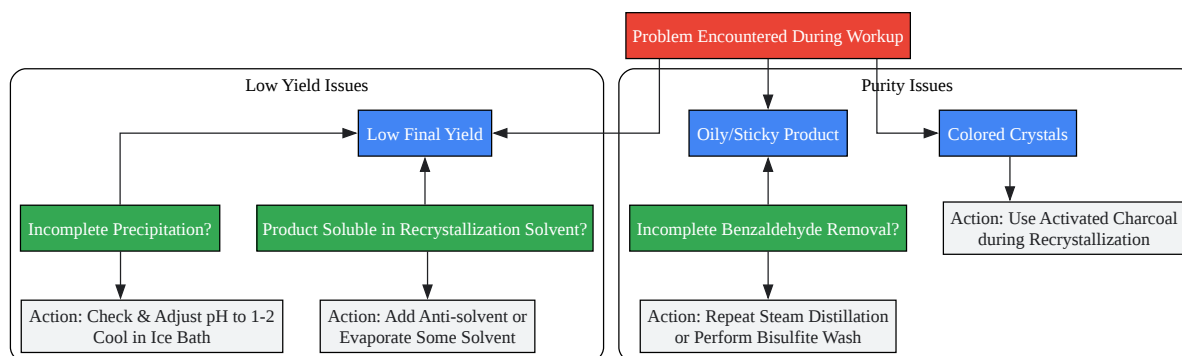 Problem Encountered During Workup
Low Yield Issues
Purity Issues
Low Final Yield
Oily/Sticky Product
Colored Crystals
Incomplete Precipitation?
Product Soluble in Recrystallization Solvent?
Incomplete Benzaldehyde Removal?
Action: Use Activated Charcoal
during Recrystallization
Action: Check & Adjust pH to 1-2
Cool in Ice Bath
Action: Add Anti-solvent or
Evaporate Some Solvent
Action: Repeat Steam Distillation
or Perform Bisulfite Wash